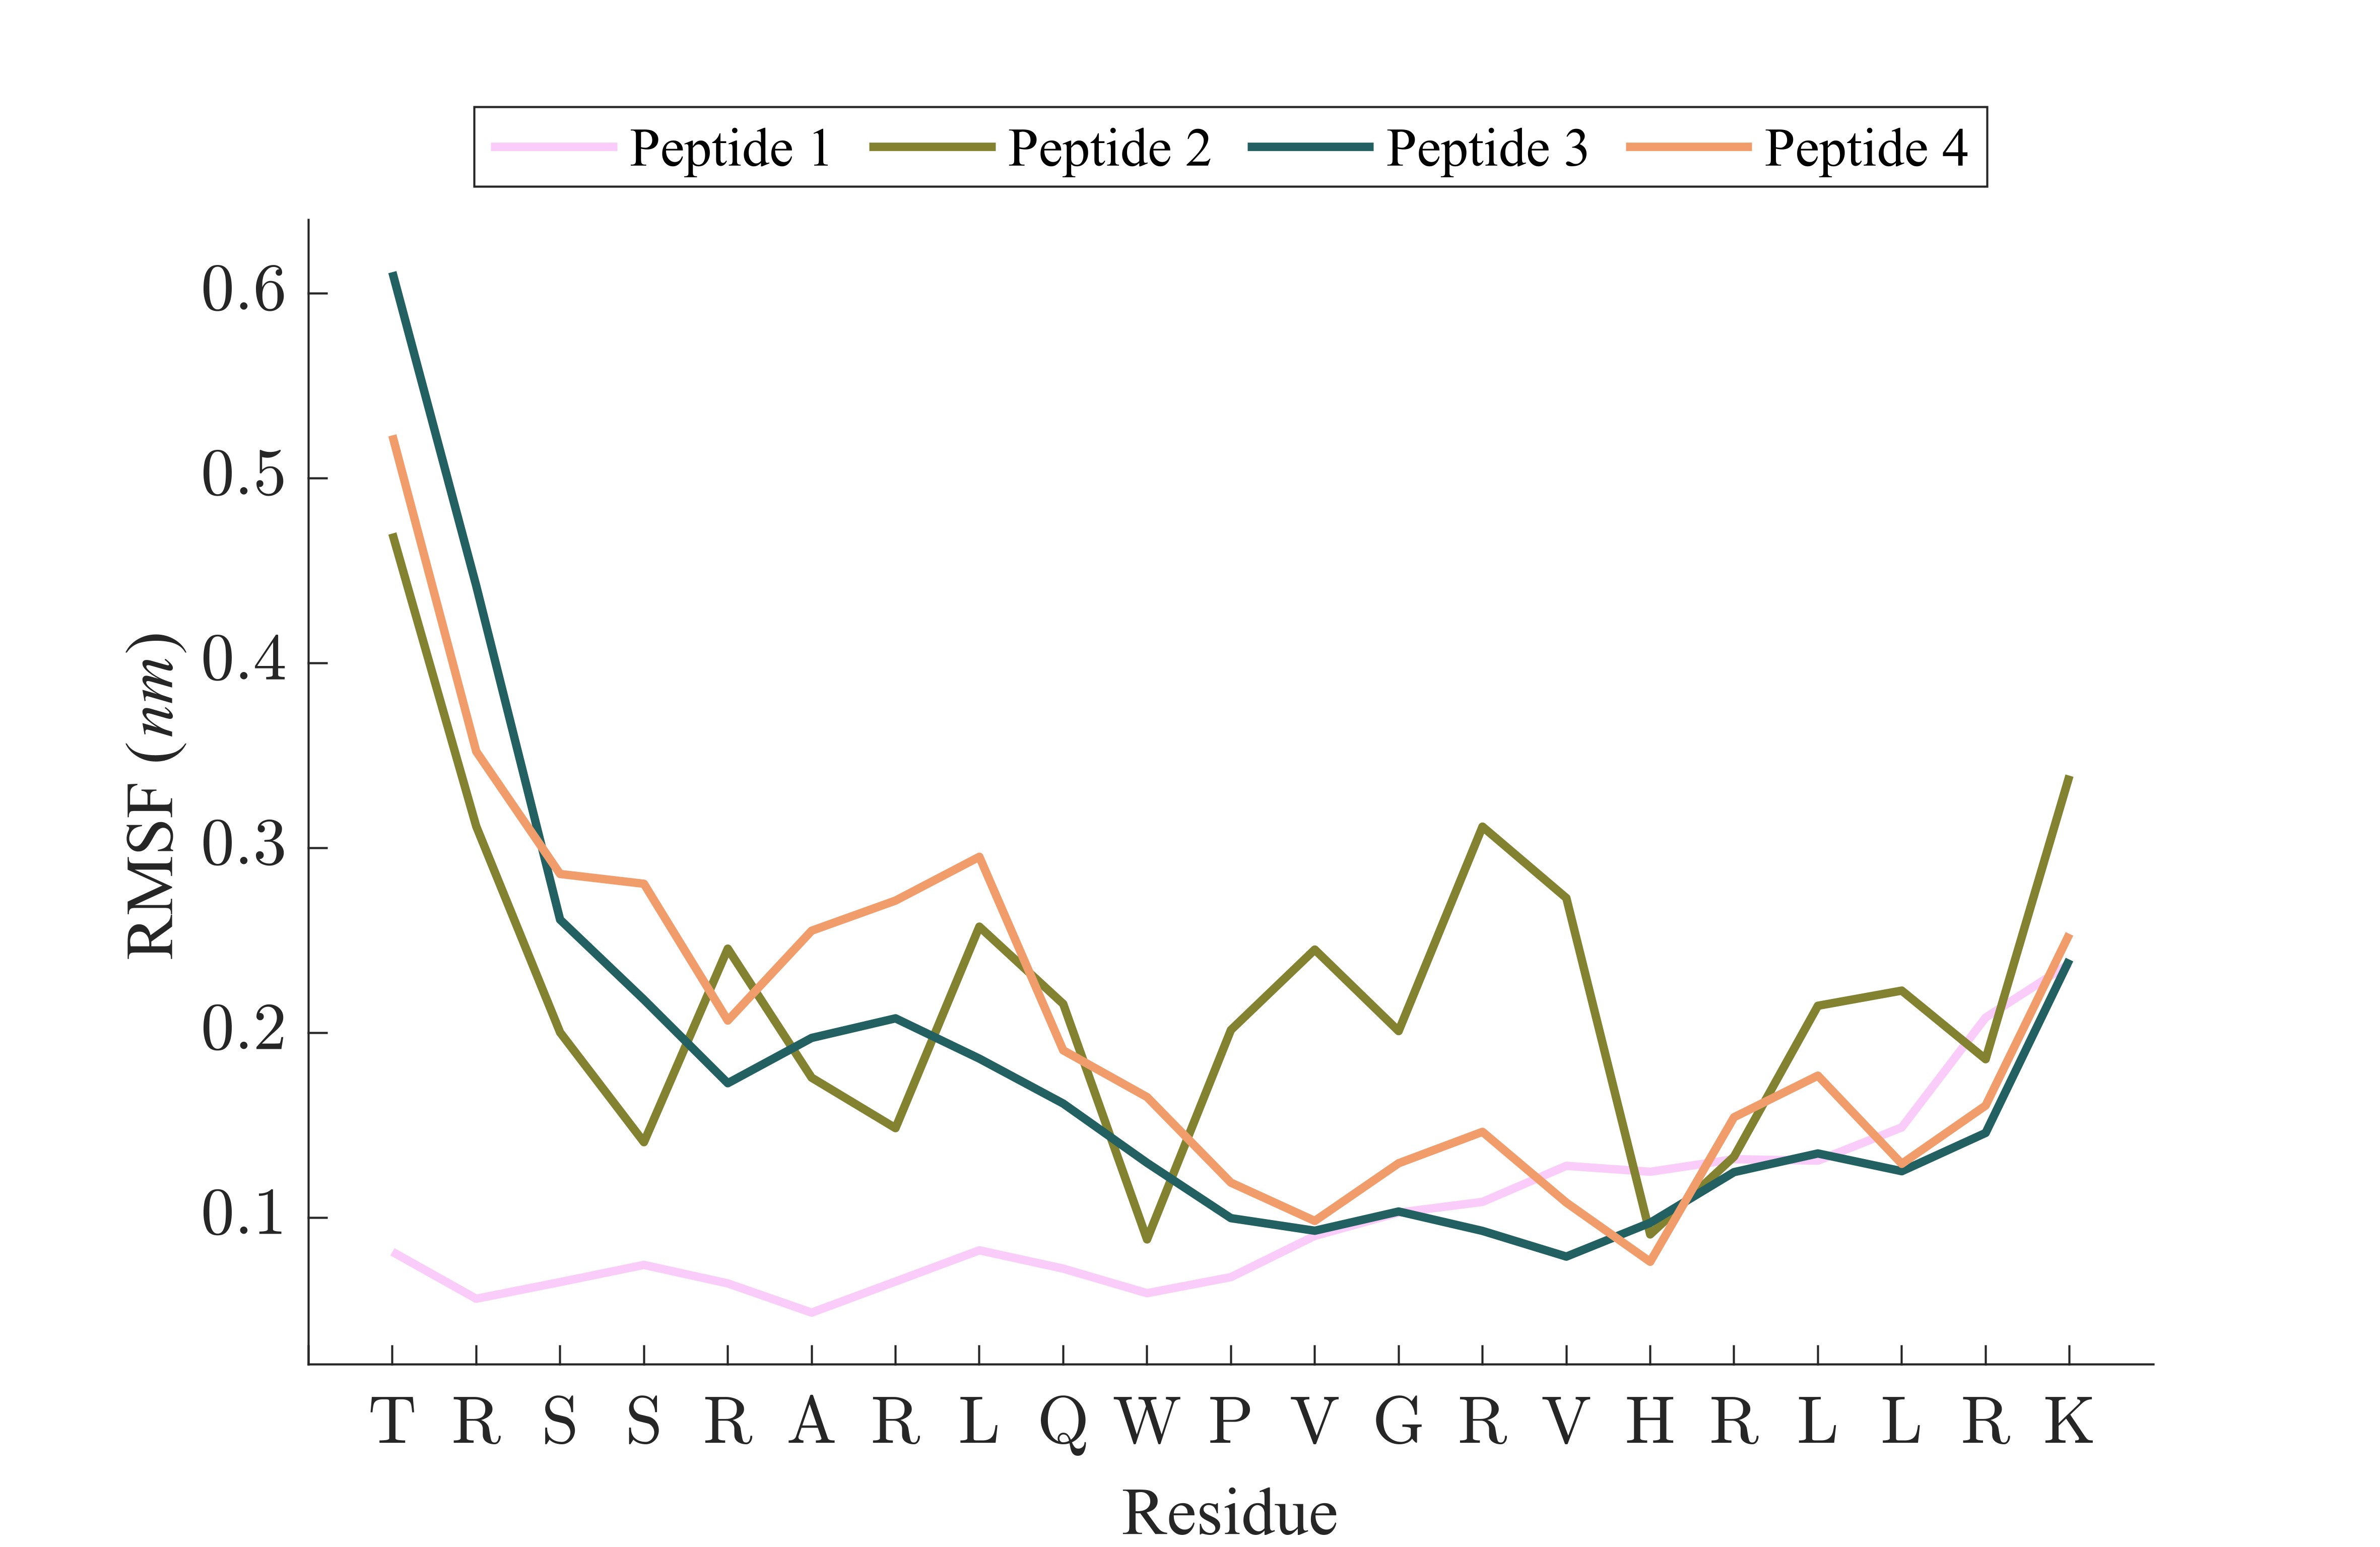 Peptide 1 Peptide 2 Peptide 3 Peptide 4
0.6
0.5
0.4
0.3
0.2
0.1
RMSF (nm)
T R S S R A R L Q W P V G R V H R L L R K
Residue